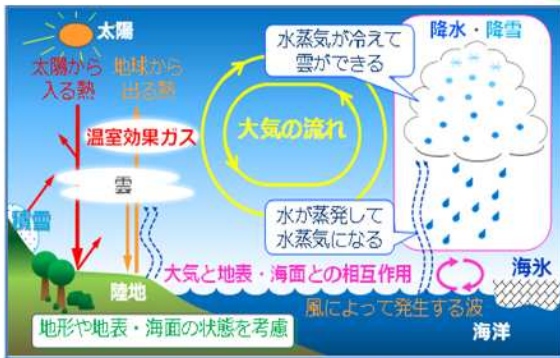 太陽
太陽から
入る熱
地球から
出る熱
温室効果ガス
雲
積雪
陸地
地形や地表・海面の状態を考慮
大気の流れ
大気と地表・海面との相互作用
水蒸気が冷えて
雲ができる
降水・降雪
水が蒸発して
水蒸気になる
風によって発生する波
海氷
海洋